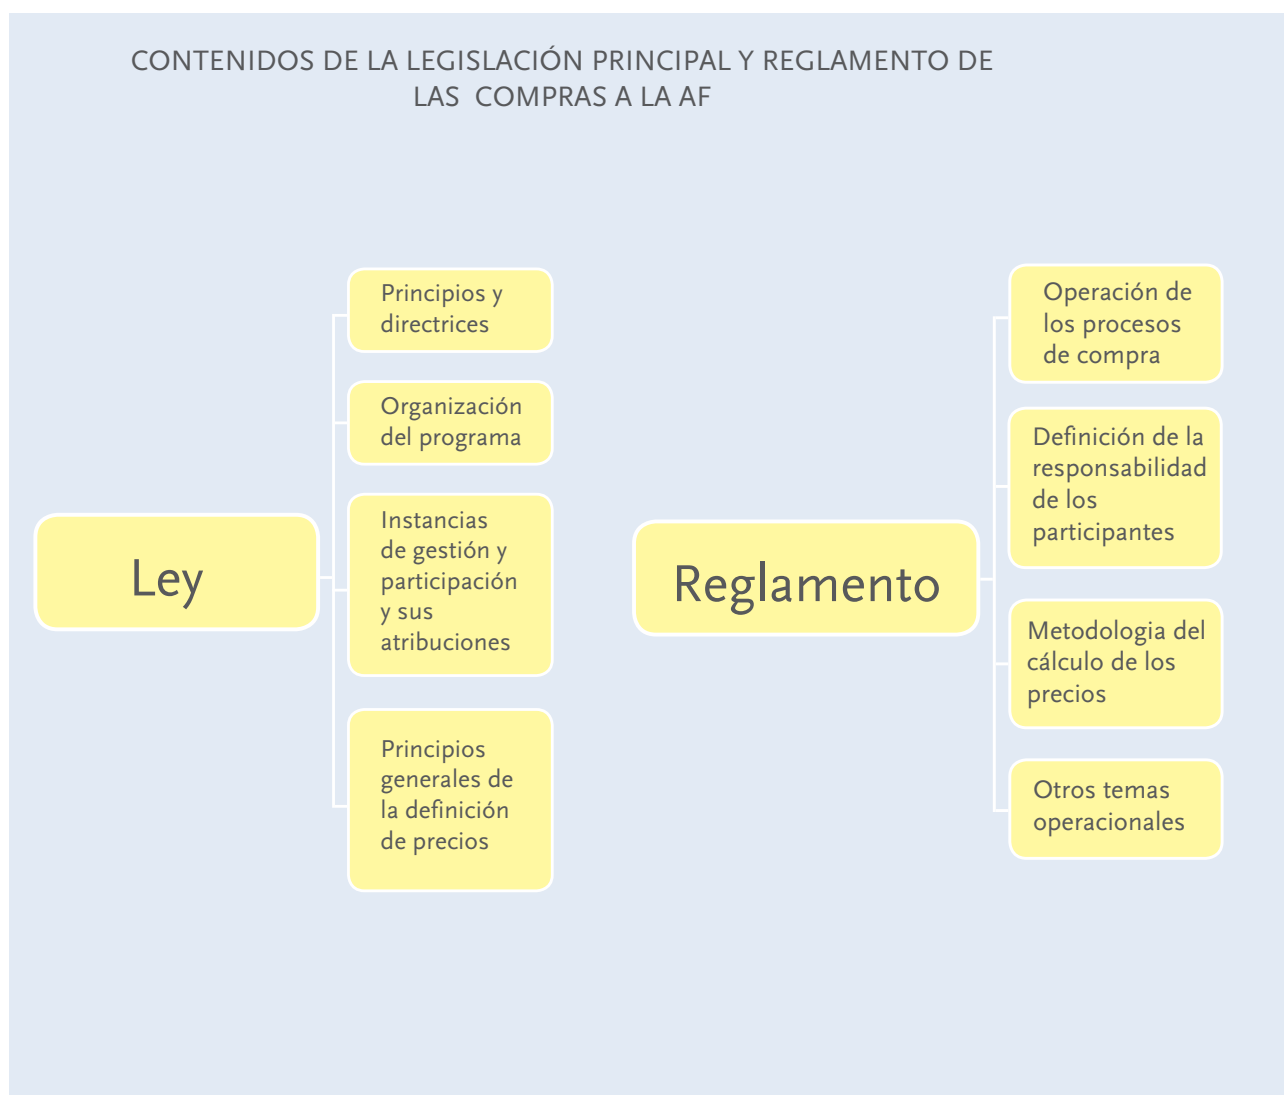 CONTENIDOS DE LA LEGISLACIÓN PRINCIPAL Y REGLAMENTO DE
LAS COMPRAS A LA AF
Ley
Principios y
directrices
Organización
del programa
Instancias
de gestión y
participación
y sus
atribuciones
Principios
generales de
la definición
de precios
Reglamento
Operación de
los procesos
de compra
Definición de la
responsabilidad
de los
participantes
Metodologia del
cálculo de los
precios
Otros temas
operacionales